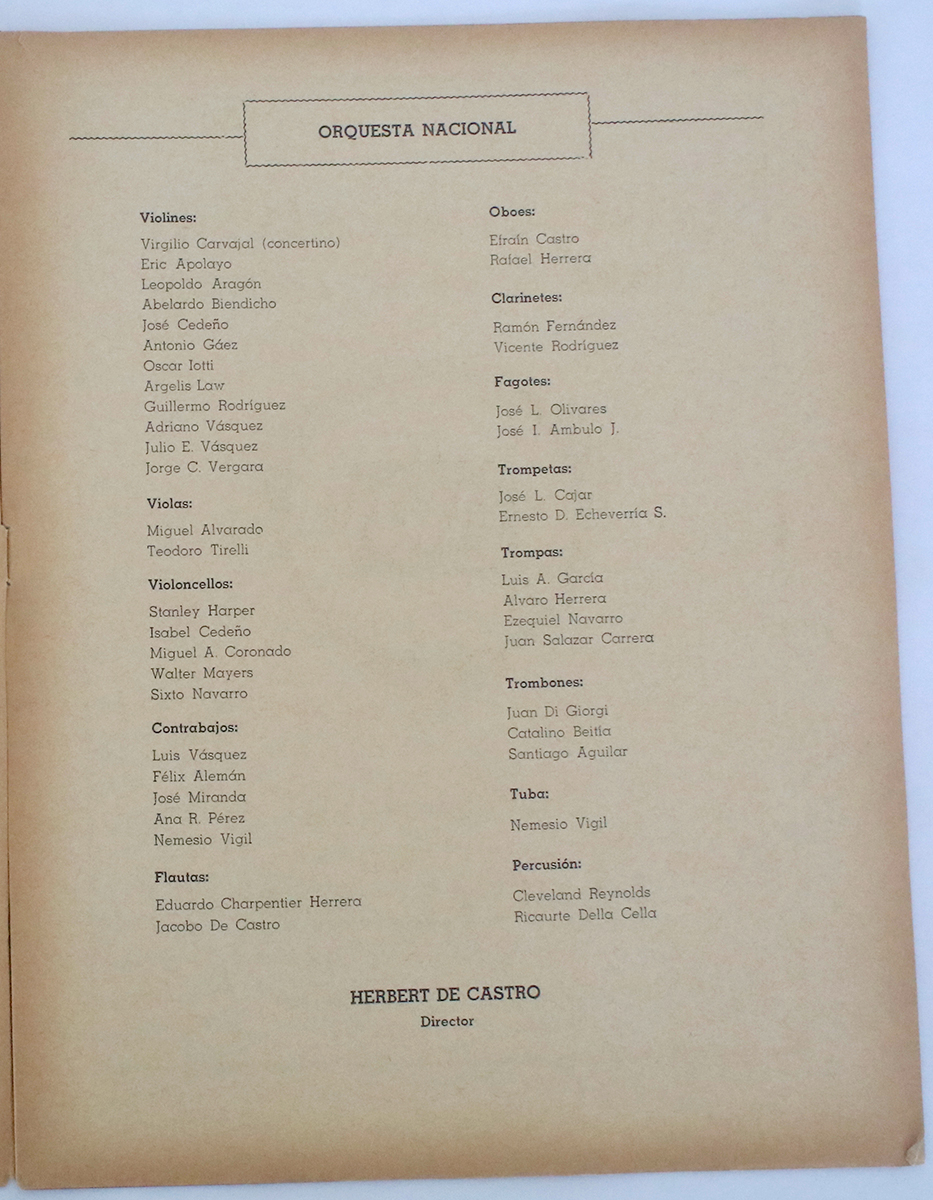 ORQUESTA NACIONAL
Violines:
Virgilio Carvajal (concertino)
Eric Apolayo
Leopoldo Aragón
Abelardo Biendicho
José Cedeño
Antonio Gáez
Oscar Iotti
Argelis Law
Guillermo Rodríguez
Adriano Vásquez
Julio E. Vásquez
Jorge C. Vergara
Violas:
Miguel Alvarado
Teodoro Tirelli
Violoncellos:
Stanley Harper
Isabel Cedeño
Miguel A. Coronado
Walter Mayers
Sixto Navarro
Contrabajos:
Luis Vásquez
Félix Alemán
José Miranda
Ana R. Pérez
Nemesio Vigil
Flautas:
Eduardo Charpentier Herrera
Jacobo De Castro
Oboes:
Efraín Castro
Rafael Herrera
Clarinetes:
Ramón Fernández
Vicente Rodríguez
Fagotes:
José L. Olivares
José I. Ambulo J.
Trompetas:
José L. Cajar
Ernesto D. Echeverría S.
Trompas:
Luis A. García
Alvaro Herrera
Ezequiel Navarro
Juan Salazar Carrera
Trombones:
Juan Di Giorgi
Catalino Beitía
Santiago Aguilar
Tuba:
Nemesio Vigil
Percusión:
Cleveland Reynolds
Ricaurte Della Cella
HERBERT DE CASTRO
Director